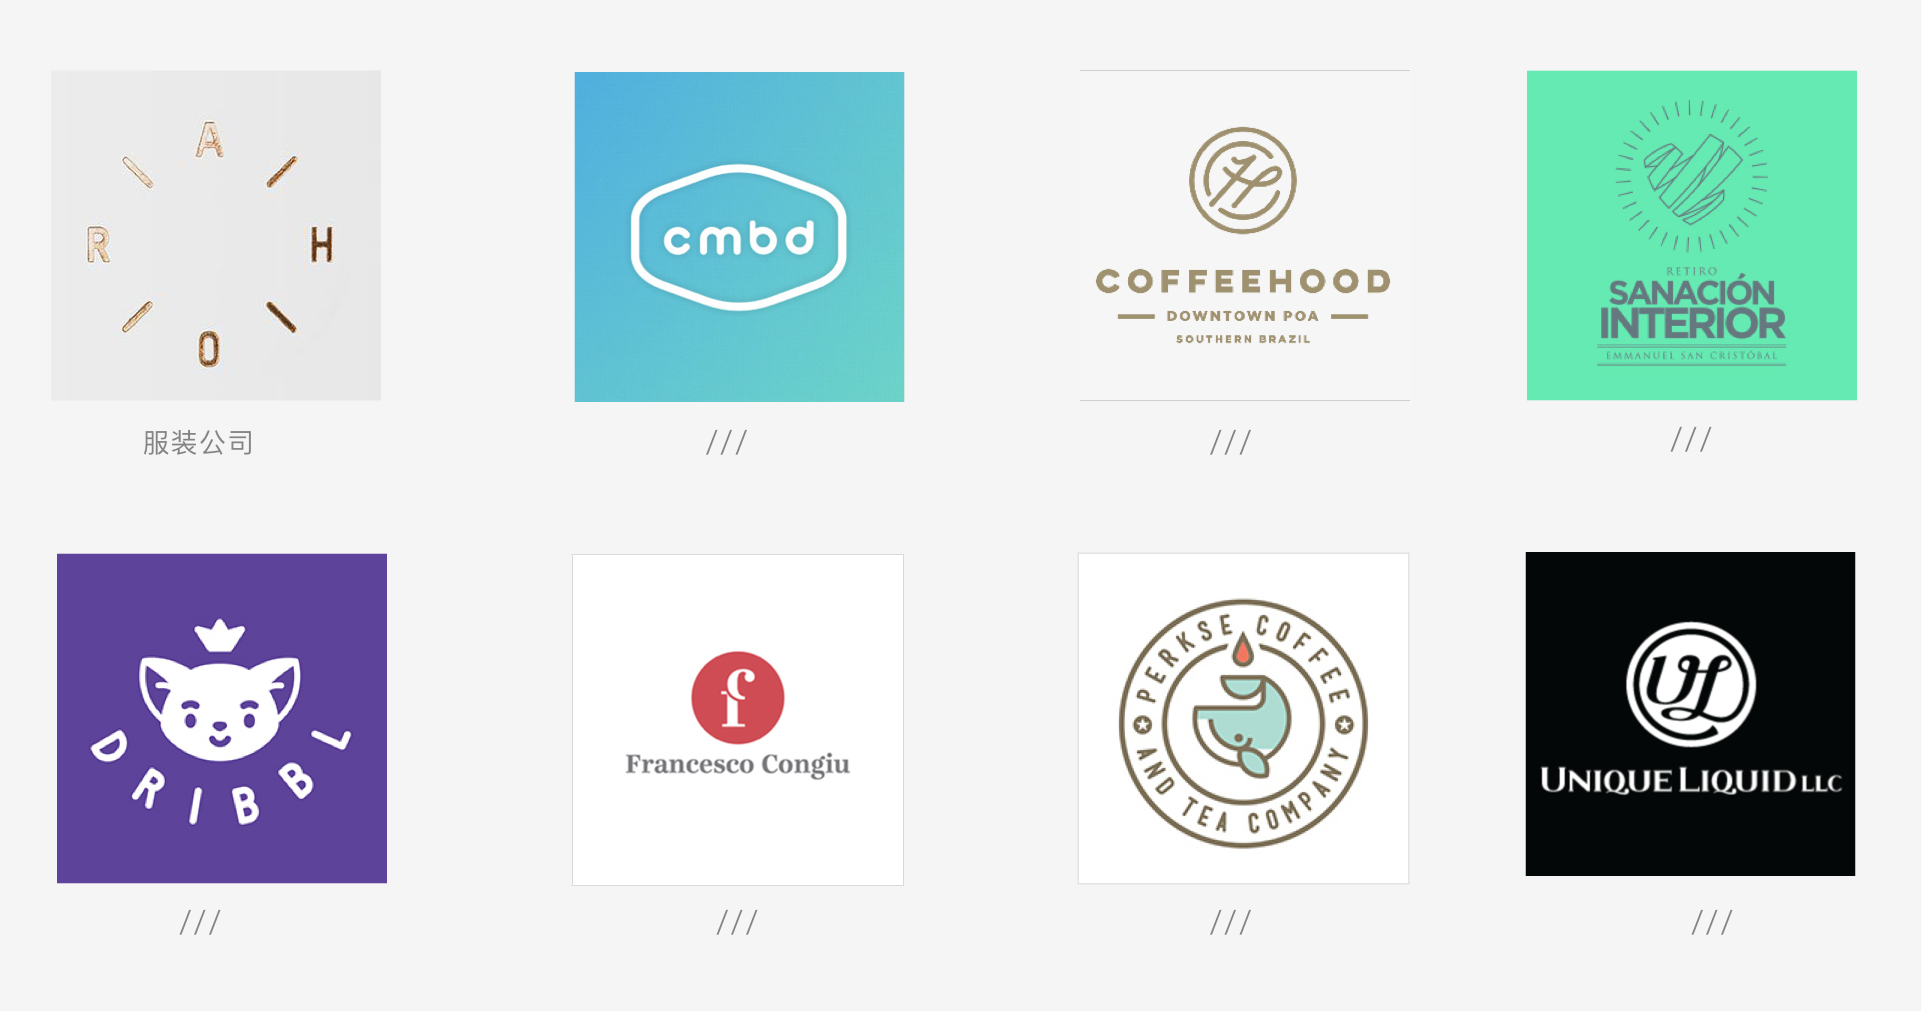 A
R H
O
服装公司
cmbd
///
COFFEEHOOD
DOWNTOWN POA
SOUTHERN BRAZIL
///
RETIRO
SANACIÓN
INTERIOR
EMMANUEL SAN CRISTÓBAL
///
DRIBBL
///
f
Francesco Congiu
///
PERKSE COFFEE
AND TEA COMPANY
///
UL
UNIQUE LIQUID LLC
///